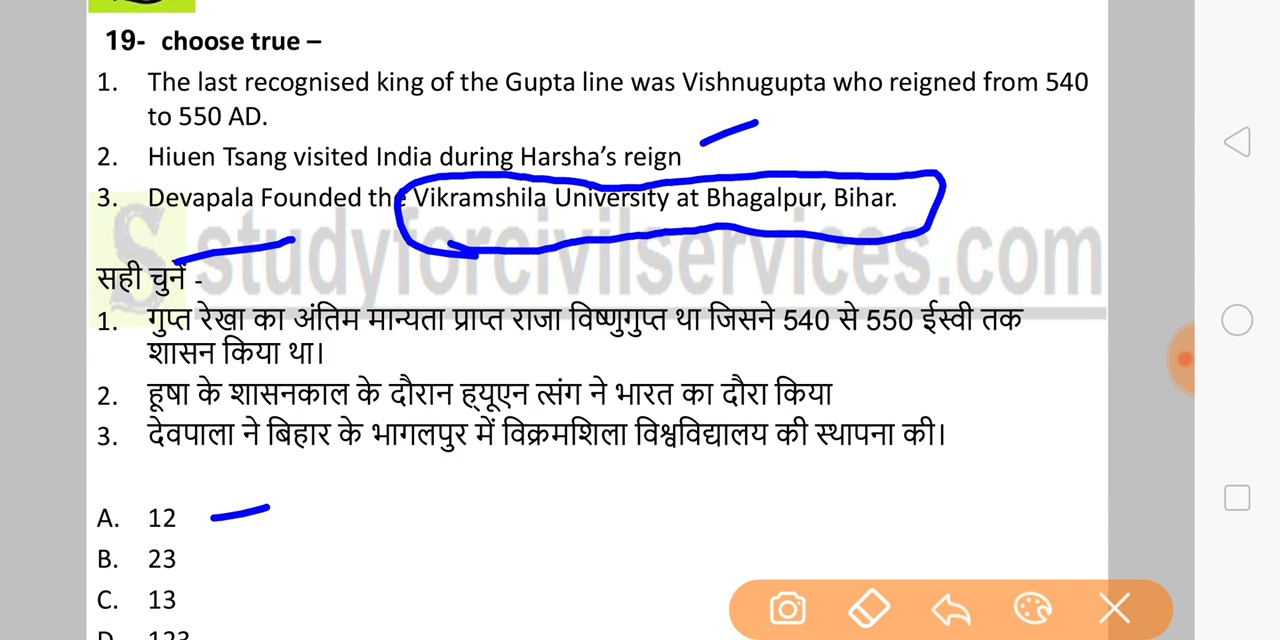 19- choose true –
1. The last recognised king of the Gupta line was Vishnugupta who reigned from 540
to 550 AD.
2. Hiuen Tsang visited India during Harsha’s reign
3. Devapala Founded the Vikramshila University at Bhagalpur, Bihar.
studyforcivilservices.com
सही चुनें -
1. गुप्त रेखा का अंतिम मान्यता प्राप्त राजा विष्णुगुप्त था जिसने 540 से 550 ईस्वी तक
शासन किया था।
2. हूषा के शासनकाल के दौरान ह्यूएन त्संग ने भारत का दौरा किया
3. देवपाला ने बिहार के भागलपुर में विक्रमशिला विश्वविद्यालय की स्थापना की।
A. 12
B. 23
C. 13
D. 123